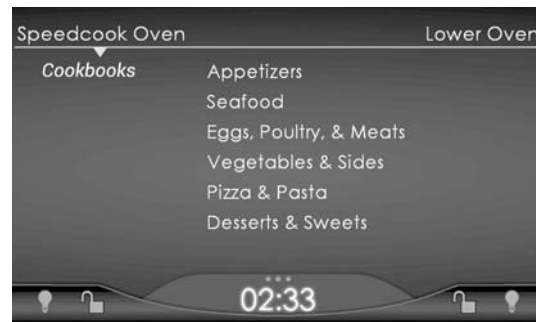 Speedcook Oven Lower Oven
Cookbooks Appetizers
Seafood
Eggs, Poultry, & Meats
Vegetables & Sides
Pizza & Pasta
Desserts & Sweets
02:33